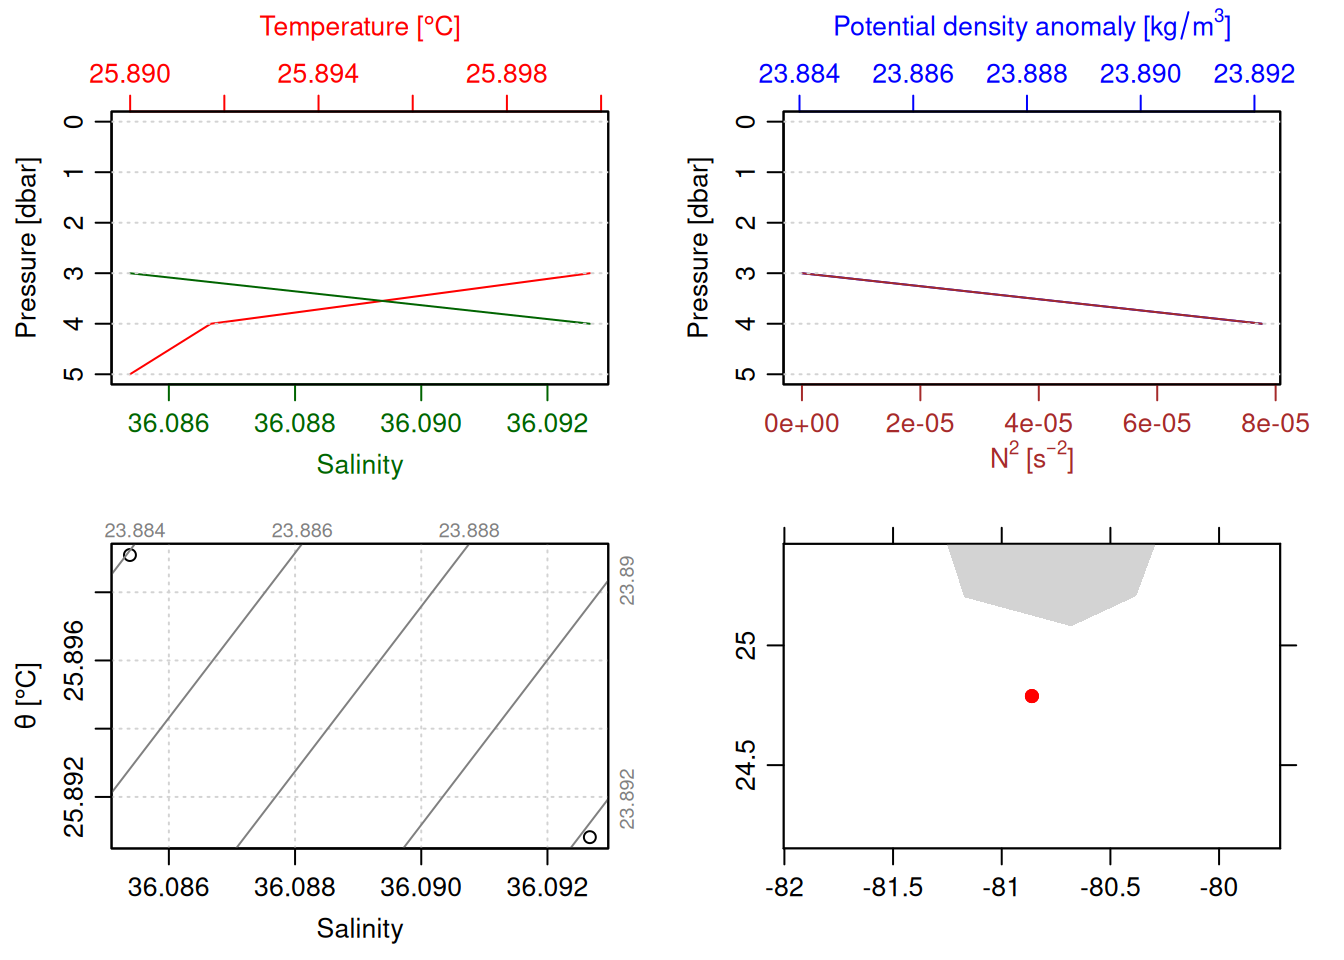 Temperature [°C]
25.890 25.894 25.898
Pressure [dbar]
0 1 2 3 4 5
36.086 36.088 36.090 36.092
Salinity
Potential density anomaly [kg/m³]
23.884 23.886 23.888 23.890 23.892
Pressure [dbar]
0 1 2 3 4 5
0e+00 2e-05 4e-05 6e-05 8e-05
N² [s⁻²]
23.884 23.886 23.888
23.89
23.892
θ [°C]
25.896
25.892
36.086 36.088 36.090 36.092
Salinity
25
24.5
-82 -81.5 -81 -80.5 -80